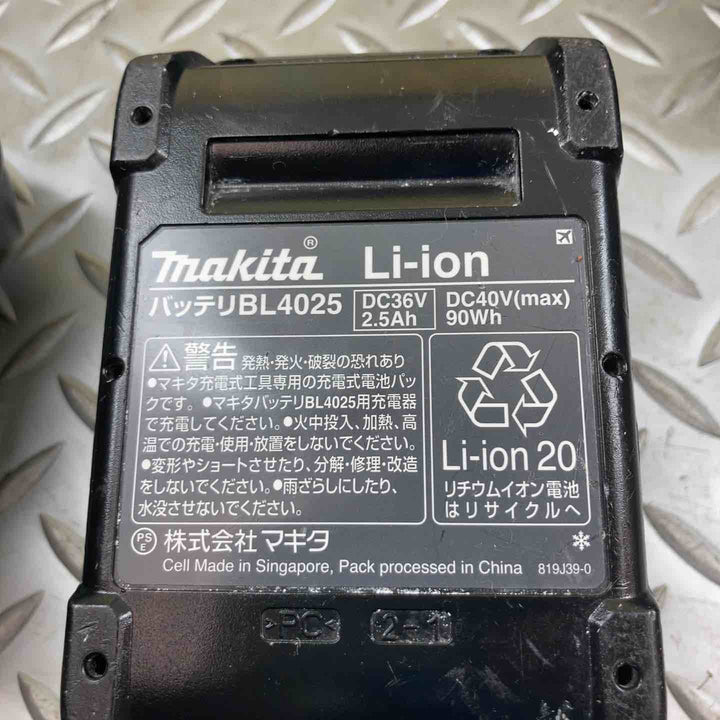 makita® Li-ion
バッテリBL4025 DC36V 2.5Ah DC40V(max) 90Wh
⚠警告 発熱・発火・破裂の恐れあり
●マキタ充電式工具専用の充電式電池パッ
クです。●マキタバッテリBL4025用充電器
で充電してください。●火中投入、加熱、高
温での充電・使用・放置をしないでください。
●変形やショートさせたり、分解・修理・改造
をしないでください。●雨ざらしにしたり、
水没させないでください。
Li-ion 20
リチウムイオン電池
はリサイクルへ
PSE 株式会社 マキタ
Cell Made in Singapore, Pack processed in China 819J39-0
>PC< 2-1